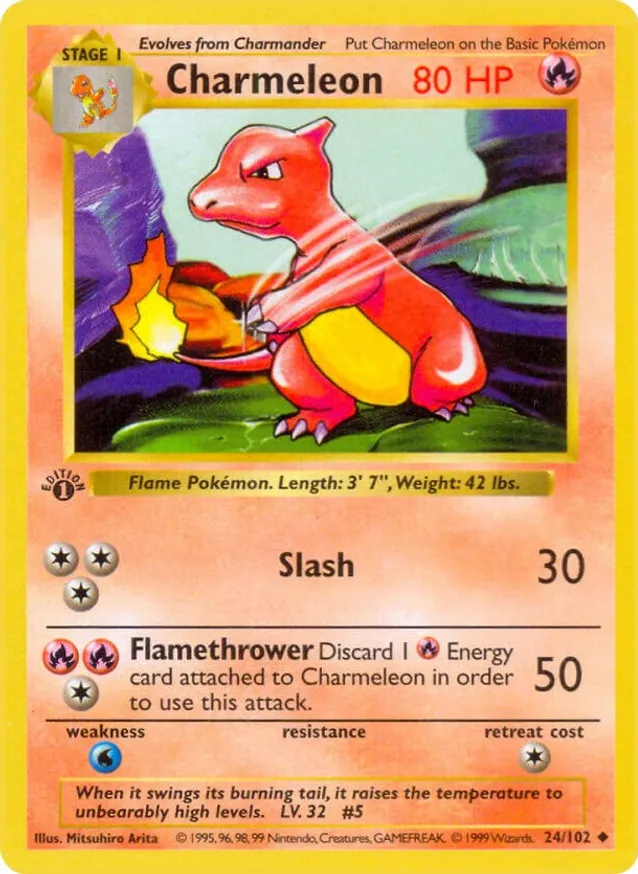 STAGE 1
Evolves from Charmander
Put Charmeleon on the Basic Pokémon
Charmeleon 80 HP
EDITION
1
Flame Pokémon. Length: 3' 7", Weight: 42 lbs.
Slash 30
Flamethrower Discard 1 Energy
card attached to Charmeleon in order
to use this attack.
50
weakness resistance retreat cost
When it swings its burning tail, it raises the temperature to
unbearably high levels. LV. 32 #5
Illus. Mitsuhiro Arita © 1995, 96, 98, 99 Nintendo, Creatures, GAMEFREAK. © 1999 Wizards. 24/102